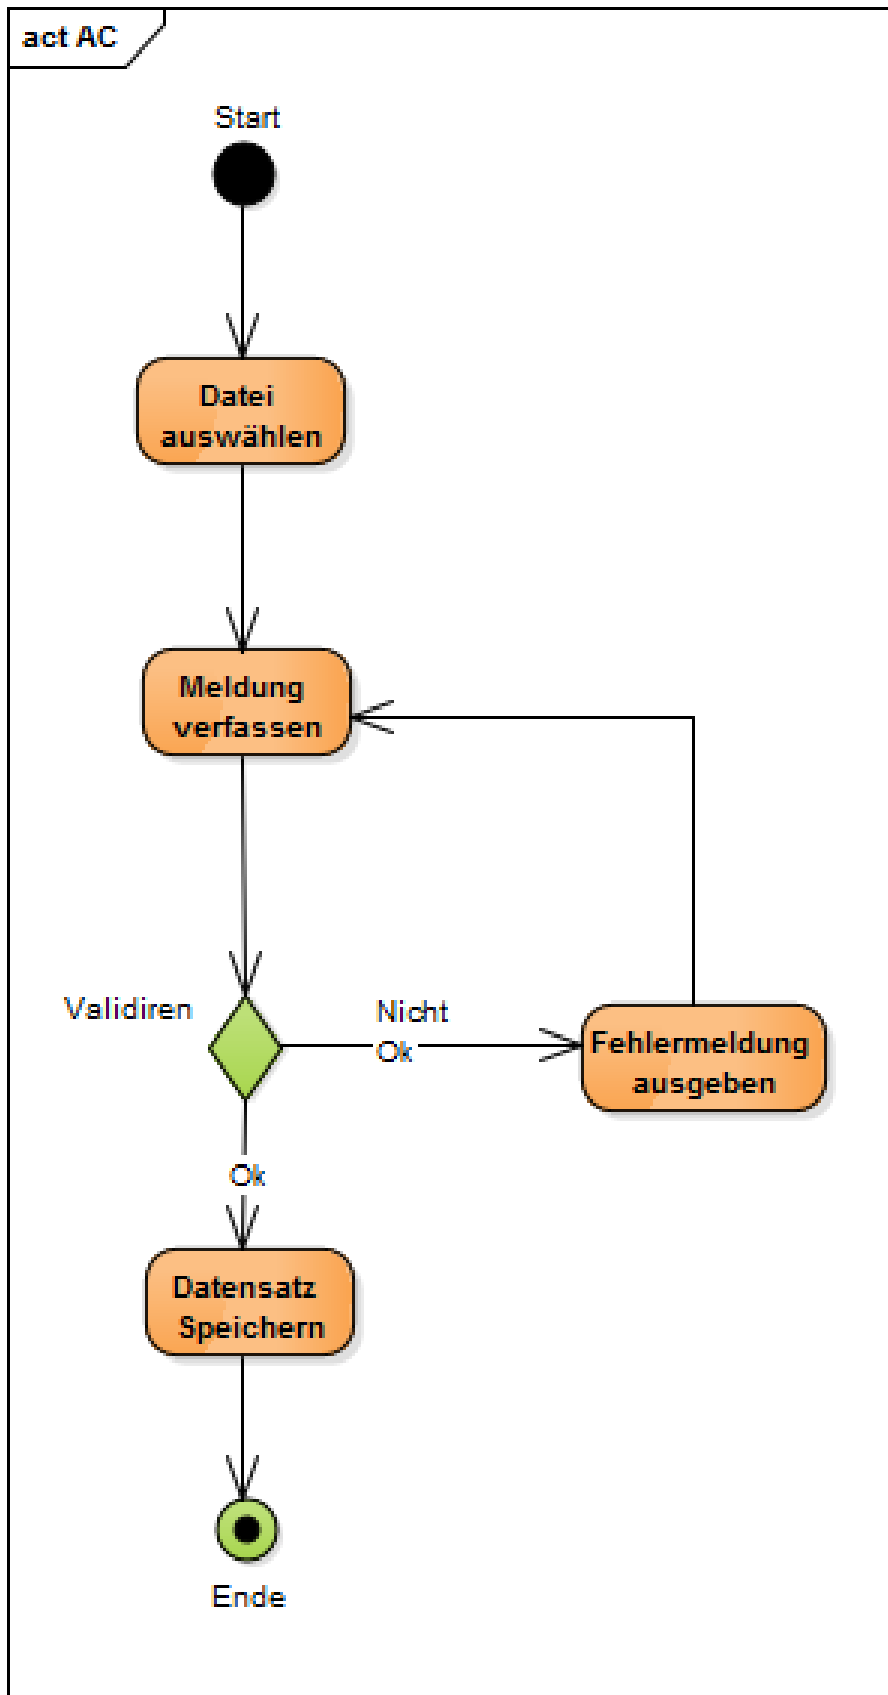 act AC
Start
Datei
auswählen
Meldung
verfassen
Validiren
Nicht
Ok
Fehlermeldung
ausgeben
Ok
Datensatz
Speichern
Ende